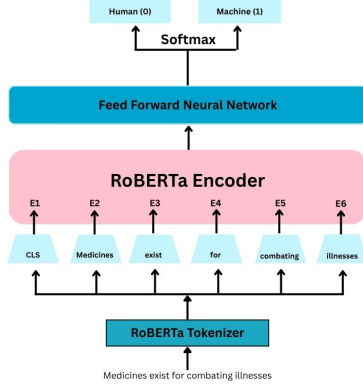 Human (0) Machine (1)
Softmax
Feed Forward Neural Network
RoBERTa Encoder
E1 E2 E3 E4 E5 E6
CLS Medicines exist for combating illnesses
RoBERTa Tokenizer
Medicines exist for combating illnesses